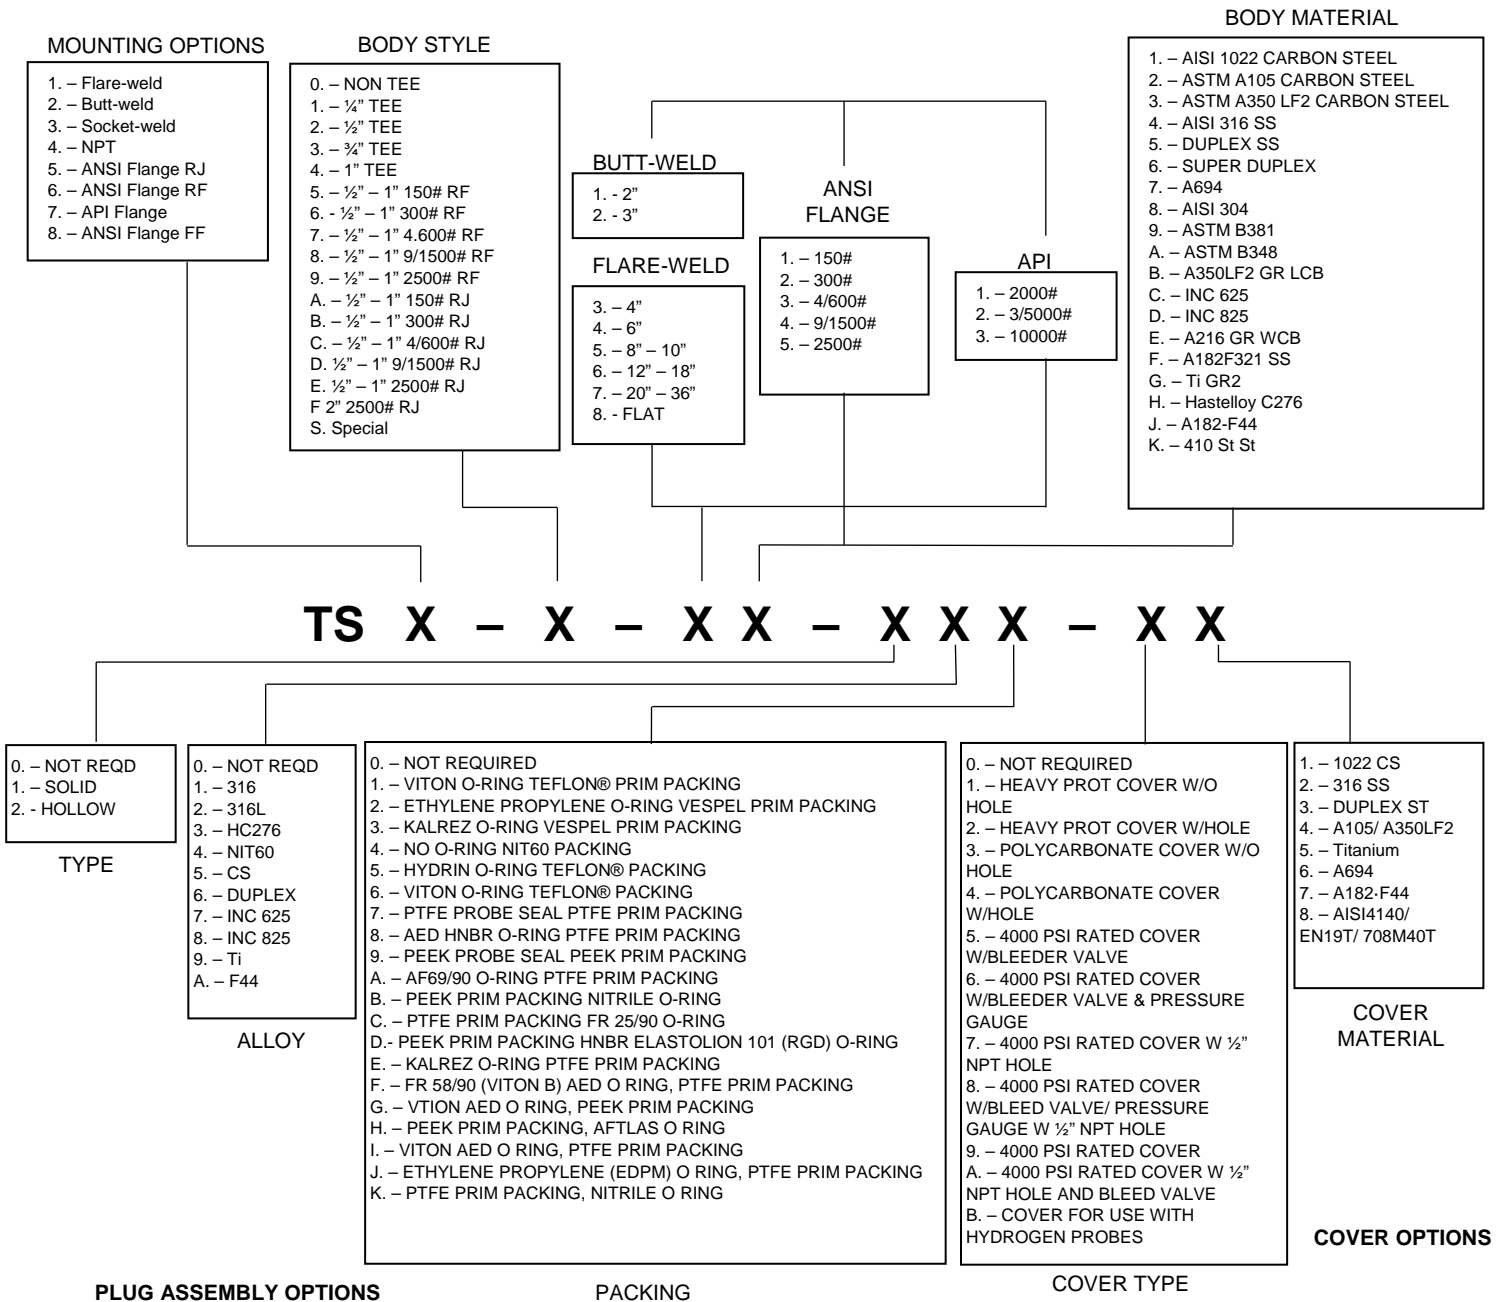 MOUNTING OPTIONS
1. – Flare-weld
2. – Butt-weld
3. – Socket-weld
4. – NPT
5. – ANSI Flange RJ
6. – ANSI Flange RF
7. – API Flange
8. – ANSI Flange FF
BODY STYLE
0. – NON TEE
1. – ¼” TEE
2. – ½” TEE
3. – ¾” TEE
4. – 1” TEE
5. – ½” – 1” 150# RF
6. - ½” – 1” 300# RF
7. – ½” – 1” 4.600# RF
8. – ½” – 1” 9/1500# RF
9. – ½” – 1” 2500# RF
A. – ½” – 1” 150# RJ
B. – ½” – 1” 300# RJ
C. – ½” – 1” 4/600# RJ
D. ½” – 1” 9/1500# RJ
E. ½” – 1” 2500# RJ
F 2” 2500# RJ
S. Special
BUTT-WELD
1. - 2”
2. - 3”
FLARE-WELD
3. – 4”
4. – 6”
5. – 8” – 10”
6. – 12” – 18”
7. – 20” – 36”
8. - FLAT
ANSI
FLANGE
1. – 150#
2. – 300#
3. – 4/600#
4. – 9/1500#
5. – 2500#
API
1. – 2000#
2. – 3/5000#
3. – 10000#
BODY MATERIAL
1. – AISI 1022 CARBON STEEL
2. – ASTM A105 CARBON STEEL
3. – ASTM A350 LF2 CARBON STEEL
4. – AISI 316 SS
5. – DUPLEX SS
6. – SUPER DUPLEX
7. – A694
8. – AISI 304
9. – ASTM B381
A. – ASTM B348
B. – A350LF2 GR LCB
C. – INC 625
D. – INC 825
E. – A216 GR WCB
F. – A182F321 SS
G. – Ti GR2
H. – Hastelloy C276
J. – A182-F44
K. – 410 St St
TS X – X – X X – X X X – X X
0. – NOT REQD
1. – SOLID
2. - HOLLOW
TYPE
0. – NOT REQD
1. – 316
2. – 316L
3. – HC276
4. – NIT60
5. – CS
6. – DUPLEX
7. – INC 625
8. – INC 825
9. – Ti
A. – F44
ALLOY
0. – NOT REQUIRED
1. – VITON O-RING TEFLON® PRIM PACKING
2. – ETHYLENE PROPYLENE O-RING VESPEL PRIM PACKING
3. – KALREZ O-RING VESPEL PRIM PACKING
4. – NO O-RING NIT60 PACKING
5. – HYDRIN O-RING TEFLON® PACKING
6. – VITON O-RING TEFLON® PACKING
7. – PTFE PROBE SEAL PTFE PRIM PACKING
8. – AED HNBR O-RING PTFE PRIM PACKING
9. – PEEK PROBE SEAL PEEK PRIM PACKING
A. – AF69/90 O-RING PTFE PRIM PACKING
B. – PEEK PRIM PACKING NITRILE O-RING
C. – PTFE PRIM PACKING FR 25/90 O-RING
D.- PEEK PRIM PACKING HNBR ELASTOLION 101 (RGD) O-RING
E. – KALREZ O-RING PTFE PRIM PACKING
F. – FR 58/90 (VITON B) AED O RING, PTFE PRIM PACKING
G. – VTION AED O RING, PEEK PRIM PACKING
H. – PEEK PRIM PACKING, AFTLAS O RING
I. – VITON AED O RING, PTFE PRIM PACKING
J. – ETHYLENE PROPYLENE (EDPM) O RING, PTFE PRIM PACKING
K. – PTFE PRIM PACKING, NITRILE O RING
PACKING
0. – NOT REQUIRED
1. – HEAVY PROT COVER W/O
HOLE
2. – HEAVY PROT COVER W/HOLE
3. – POLYCARBONATE COVER W/O
HOLE
4. – POLYCARBONATE COVER
W/HOLE
5. – 4000 PSI RATED COVER
W/BLEEDER VALVE
6. – 4000 PSI RATED COVER
W/BLEEDER VALVE & PRESSURE
GAUGE
7. – 4000 PSI RATED COVER W ½”
NPT HOLE
8. – 4000 PSI RATED COVER
W/BLEED VALVE/ PRESSURE
GAUGE W ½” NPT HOLE
9. – 4000 PSI RATED COVER
A. – 4000 PSI RATED COVER W ½”
NPT HOLE AND BLEED VALVE
B. – COVER FOR USE WITH
HYDROGEN PROBES
COVER TYPE
1. – 1022 CS
2. – 316 SS
3. – DUPLEX ST
4. – A105/ A350LF2
5. – Titanium
6. – A694
7. – A182-F44
8. – AISI4140/
EN19T/ 708M40T
COVER
MATERIAL
COVER OPTIONS
PLUG ASSEMBLY OPTIONS